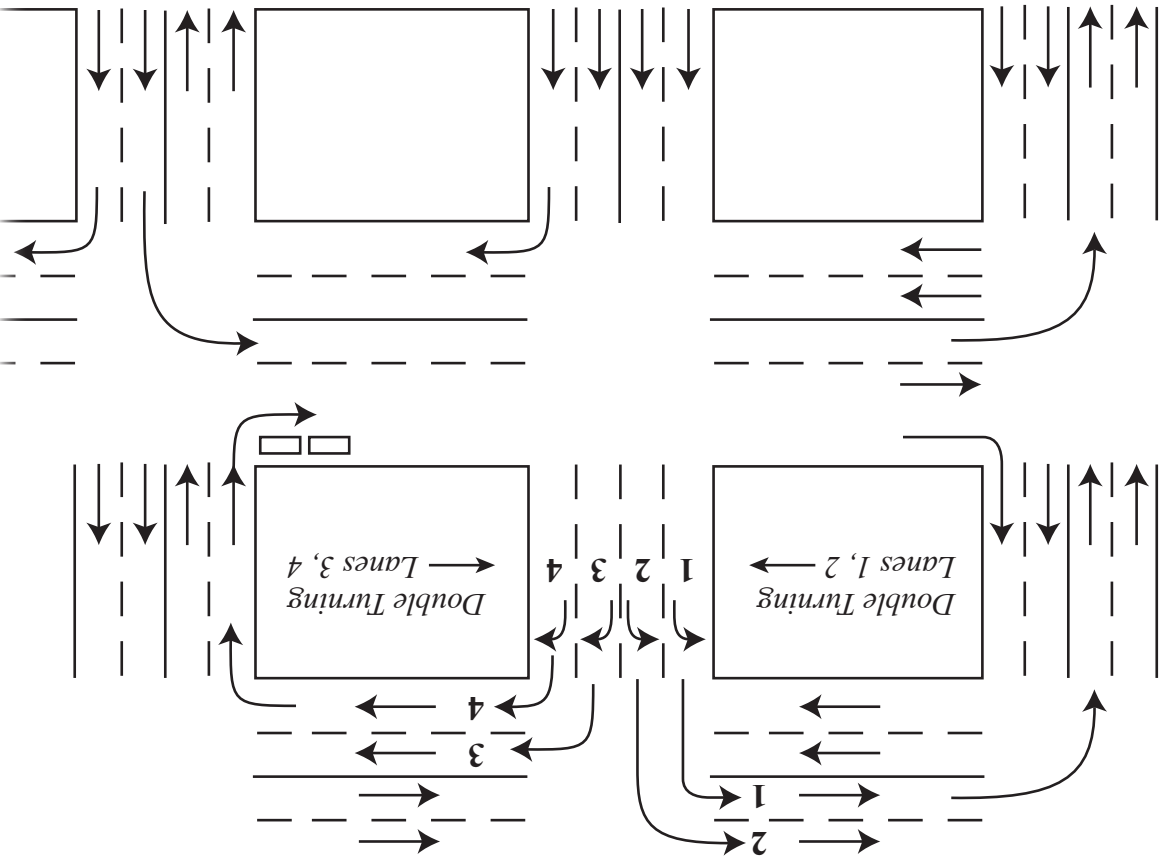 2
1
3
4
Double Turning
Lanes 1, 2
1 2 3 4
Double Turning
Lanes 3, 4